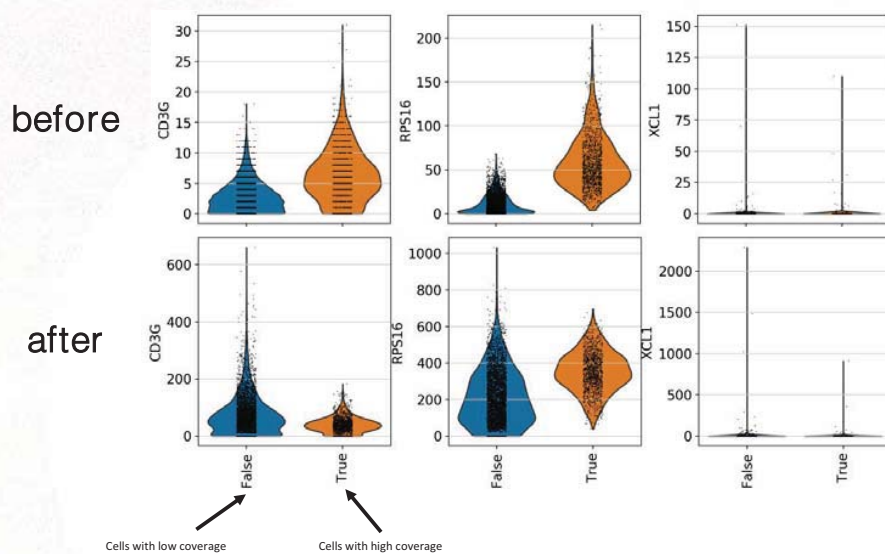 before
CD3G
30
25
20
15
10
5
0
RPS16
200
150
100
50
0
XCL1
150
125
100
75
50
25
0
after
CD3G
600
400
200
0
RPS16
1000
800
600
400
200
0
XCL1
2000
1500
1000
500
0
False
True
False
True
False
True
Cells with low coverage
Cells with high coverage